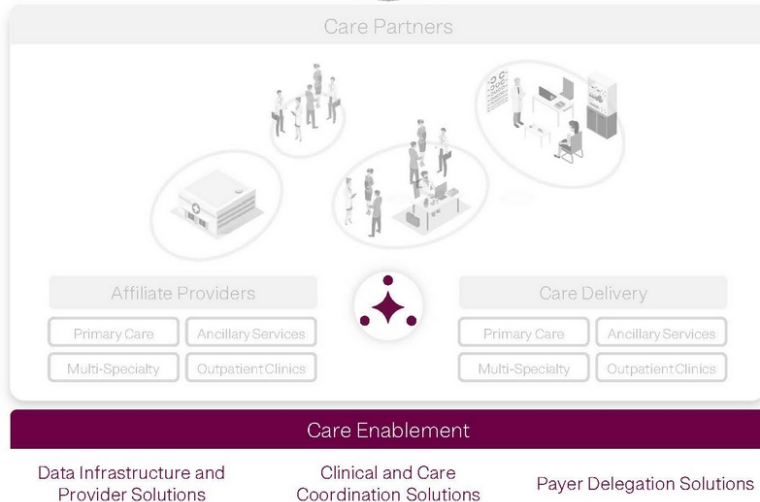 Care Partners
Affiliate Providers
Primary Care
Ancillary Services
Multi-Specialty
Outpatient Clinics
Care Delivery
Primary Care
Ancillary Services
Multi-Specialty
Outpatient Clinics
Care Enablement
Data Infrastructure and
Provider Solutions
Clinical and Care
Coordination Solutions
Payer Delegation Solutions